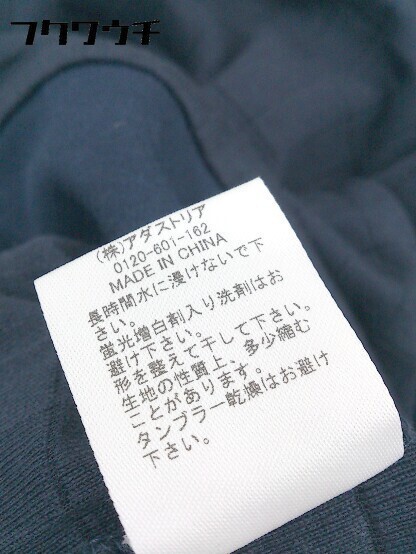 フクワウチ
(株)アダストリア
0120-601-162
MADE IN CHINA
長時間水に浸けないで下
さい。
蛍光増白剤入り洗剤はお
避け下さい。
形を整えて干して下さい。
生地の性質上、多少縮む
ことがあります。
タンブラー乾燥はお避け
下さい。